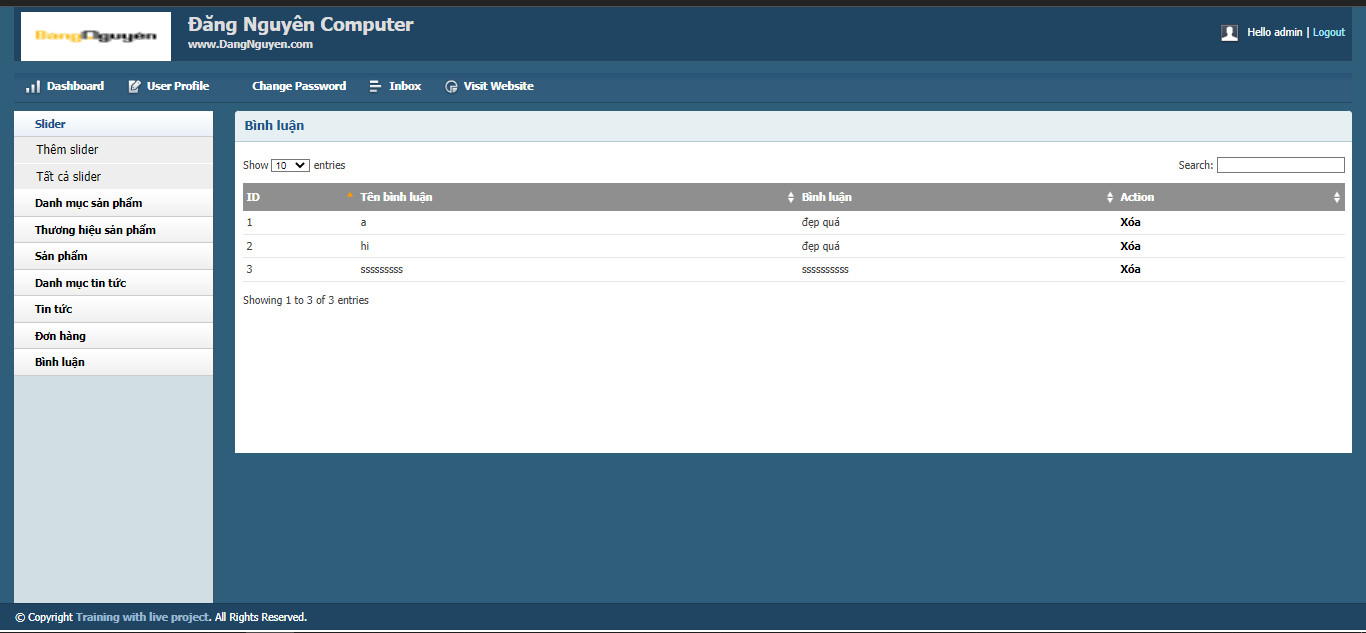 DangNguyên
Đăng Nguyên Computer
www.DangNguyen.com
Hello admin | Logout
Dashboard User Profile Change Password Inbox Visit Website
Slider
Thêm slider
Tất cả slider
Danh mục sản phẩm
Thương hiệu sản phẩm
Sản phẩm
Danh mục tin tức
Tin tức
Đơn hàng
Bình luận
Bình luận
Show 10 entries Search:
ID Tên bình luận Bình luận Action
1 a đẹp quá Xóa
2 hi đẹp quá Xóa
3 sssssssss ssssssssss Xóa
Showing 1 to 3 of 3 entries
© Copyright Training with live project. All Rights Reserved.